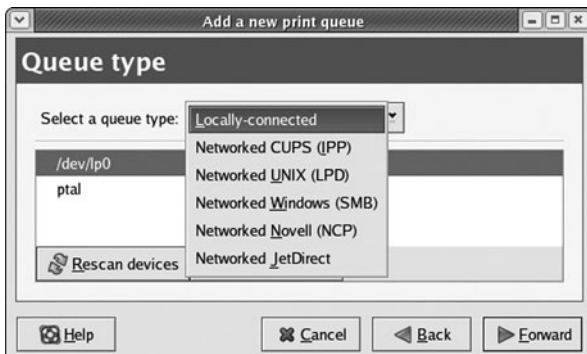 Add a new print queue
Queue type
Select a queue type:
Locally-connected
Networked CUPS (IPP)
Networked UNIX (LPD)
Networked Windows (SMB)
Networked Novell (NCP)
Networked JetDirect
/dev/lp0
ptal
Rescan devices
Help
Cancel
Back
Forward